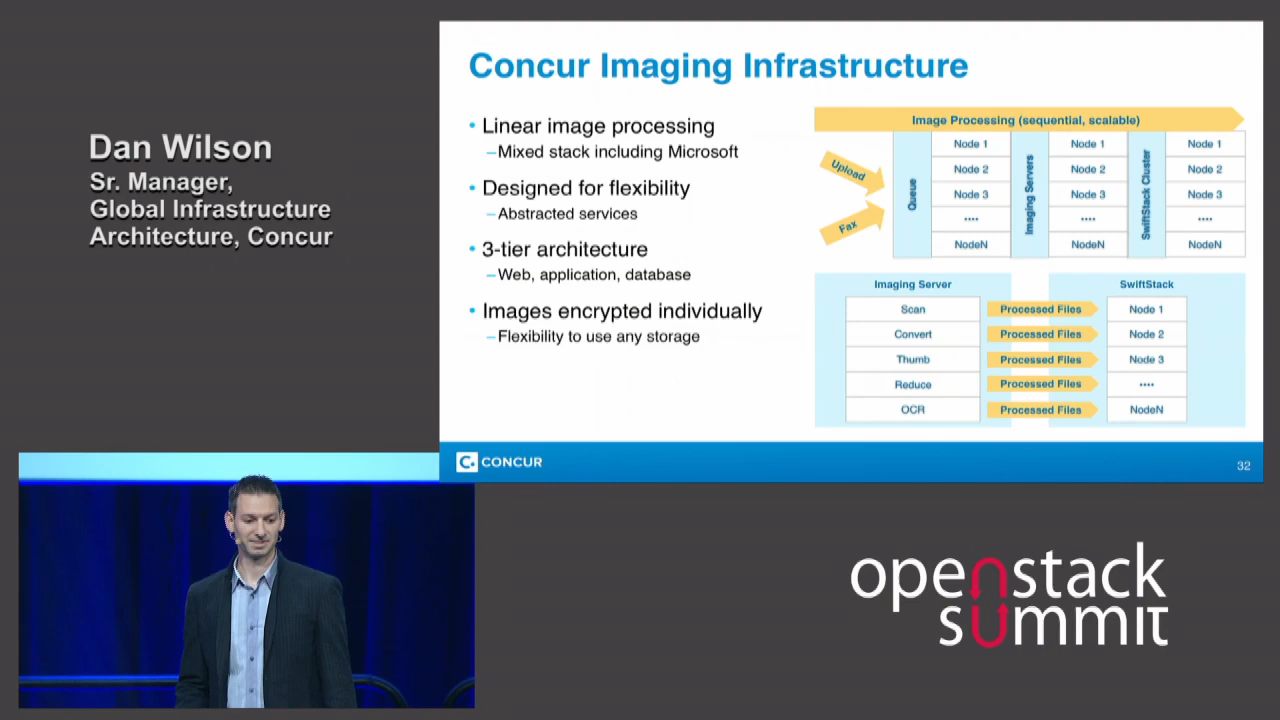 Dan Wilson
Sr. Manager,
Global Infrastructure
Architecture, Concur
Concur Imaging Infrastructure
• Linear image processing
–Mixed stack including Microsoft
• Designed for flexibility
–Abstracted services
• 3-tier architecture
–Web, application, database
• Images encrypted individually
–Flexibility to use any storage
Image Processing (sequential, scalable)
Upload
Fax
Queue
Node 1
Node 2
Node 3
....
NodeN
Imaging Servers
Node 1
Node 2
Node 3
....
NodeN
SwiftStack Cluster
Node 1
Node 2
Node 3
....
NodeN
Imaging Server
SwiftStack
Scan
Processed Files
Node 1
Convert
Processed Files
Node 2
Thumb
Processed Files
Node 3
Reduce
Processed Files
....
OCR
Processed Files
NodeN
C. CONCUR
32
openstack
summit